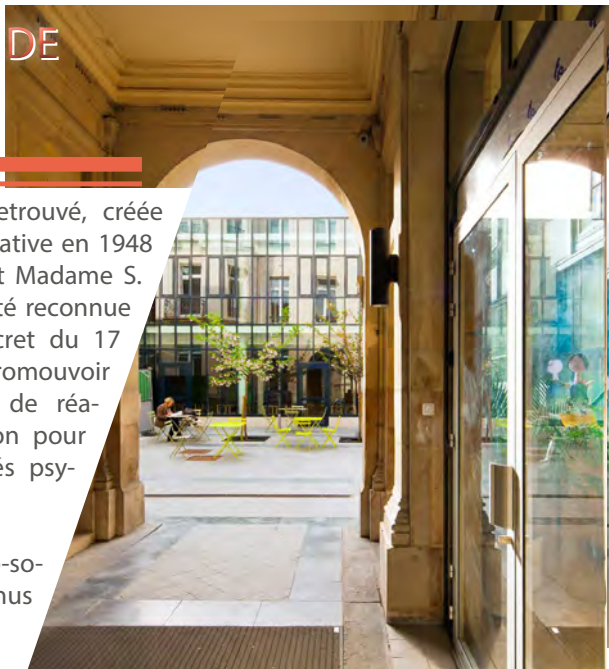 DE
etrouvé, créée
ative en 1948
t Madame S.
té reconnue
cret du 17
romouvoir
de réa-
on pour
és psy-
-so-
nus